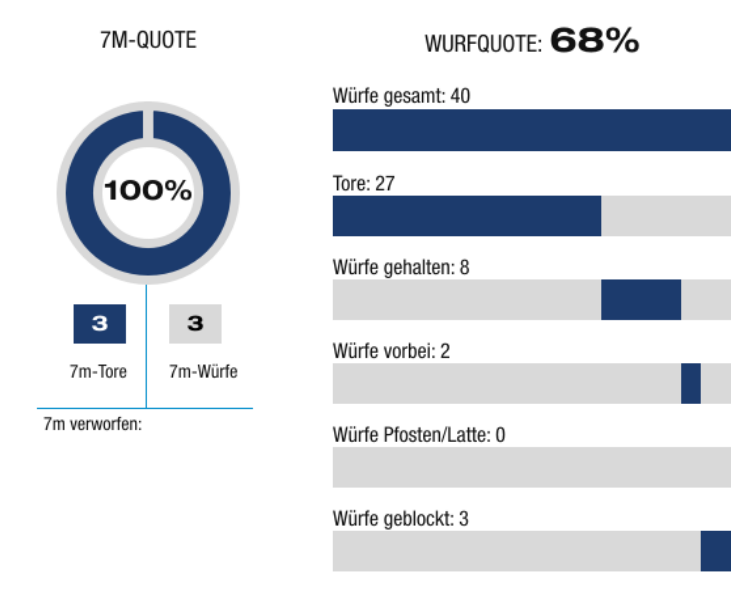 7M-QUOTE
100%
3
3
7m-Tore
7m-Würfe
7m verworfen:
WURFQUOTE: 68%
Würfe gesamt: 40
Tore: 27
Würfe gehalten: 8
Würfe vorbei: 2
Würfe Pfosten/Latte: 0
Würfe geblockt: 3